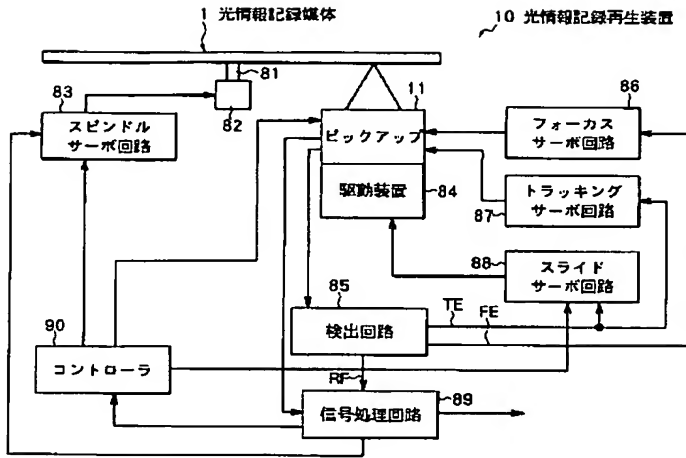 1 光情報記録媒体
10 光情報記録再生装置
81
83
スピンドル
サーボ回路
82
11
ピックアップ
駆動装置
84
86
フォーカス
サーボ回路
トラッキング
サーボ回路
87
88
スライド
サーボ回路
85
検出回路
TE
FE
90
コントローラ
RF
89
信号処理回路